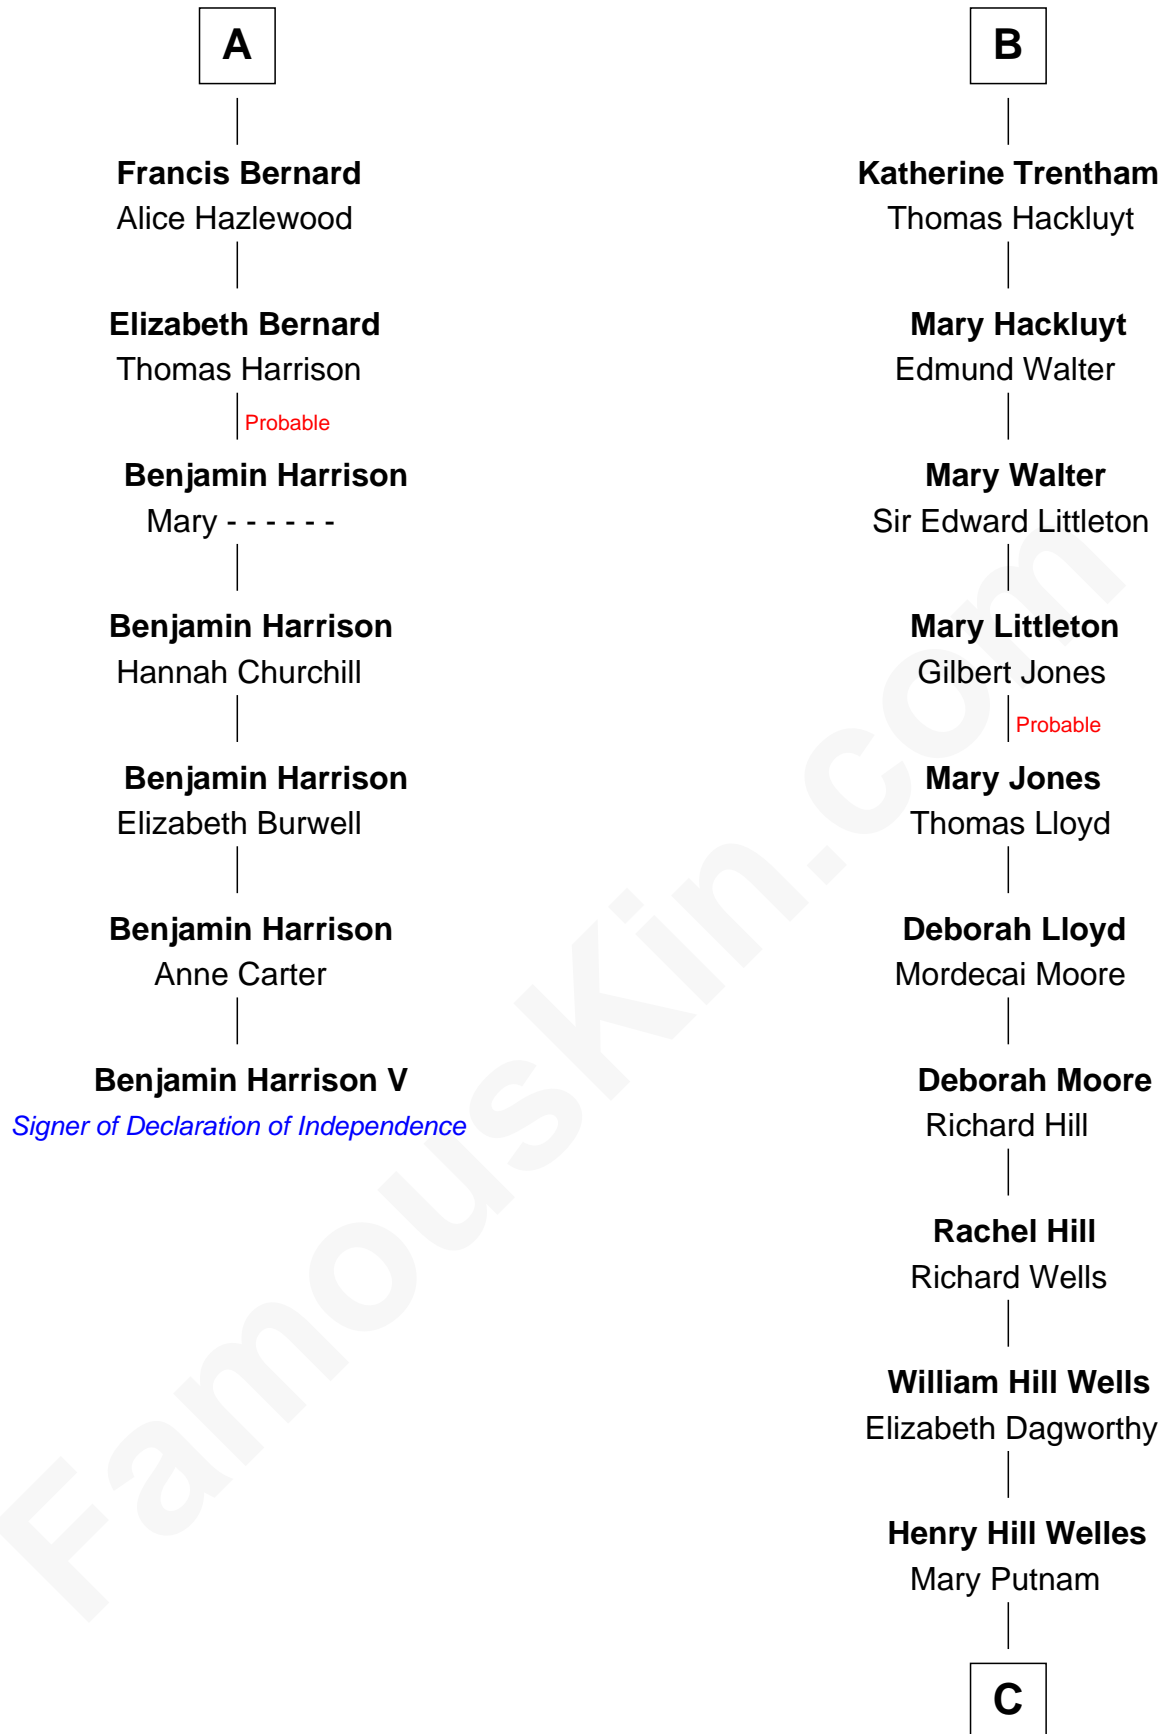 A
Francis Bernard
Alice Hazlewood
Elizabeth Bernard
Thomas Harrison
Probable
Benjamin Harrison
Mary - - - - - -
Benjamin Harrison
Hannah Churchill
Benjamin Harrison
Elizabeth Burwell
Benjamin Harrison
Anne Carter
Benjamin Harrison V
Signer of Declaration of Independence
B
Katherine Trentham
Thomas Hackluyt
Mary Hackluyt
Edmund Walter
Mary Walter
Sir Edward Littleton
Mary Littleton
Gilbert Jones
Probable
Mary Jones
Thomas Lloyd
Deborah Lloyd
Mordecai Moore
Deborah Moore
Richard Hill
Rachel Hill
Richard Wells
William Hill Wells
Elizabeth Dagworthy
Henry Hill Welles
Mary Putnam
C
FamousKin.com